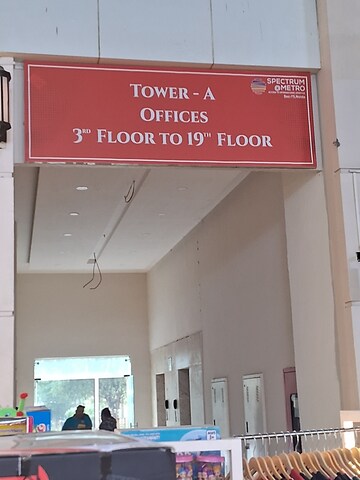 TOWER - A
OFFICES
3RD FLOOR TO 19TH FLOOR
SPECTRUM
@METRO